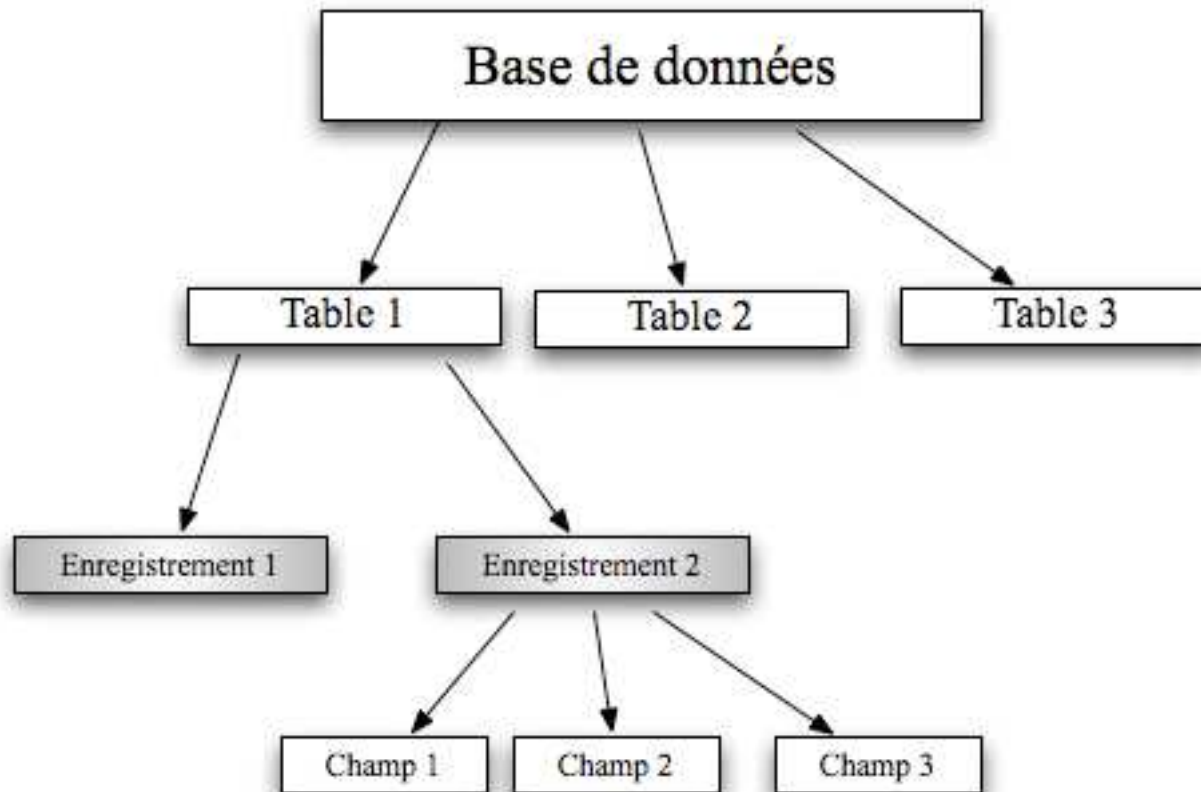 Base de données
Table 1
Table 2
Table 3
Enregistrement 1
Enregistrement 2
Champ 1
Champ 2
Champ 3